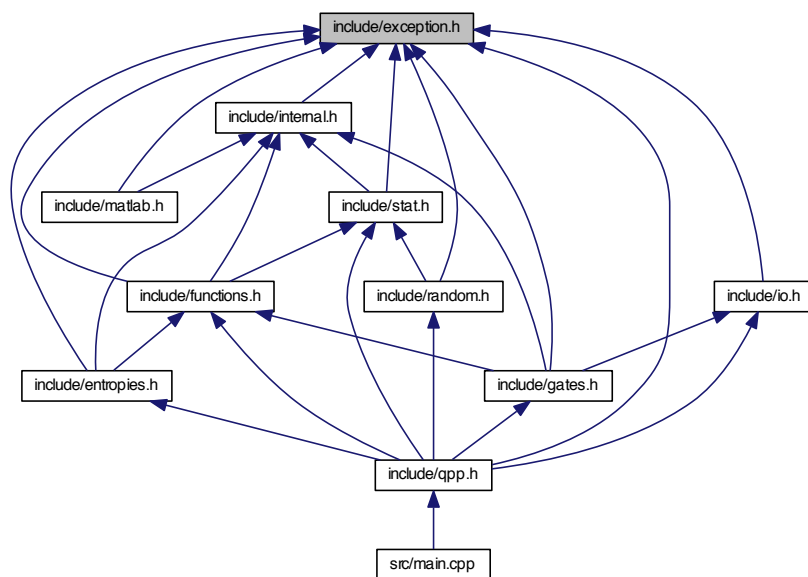 include/exception.h
include/internal.h
include/matlab.h
include/stat.h
include/functions.h
include/random.h
include/io.h
include/entropies.h
include/gates.h
include/qpp.h
src/main.cpp